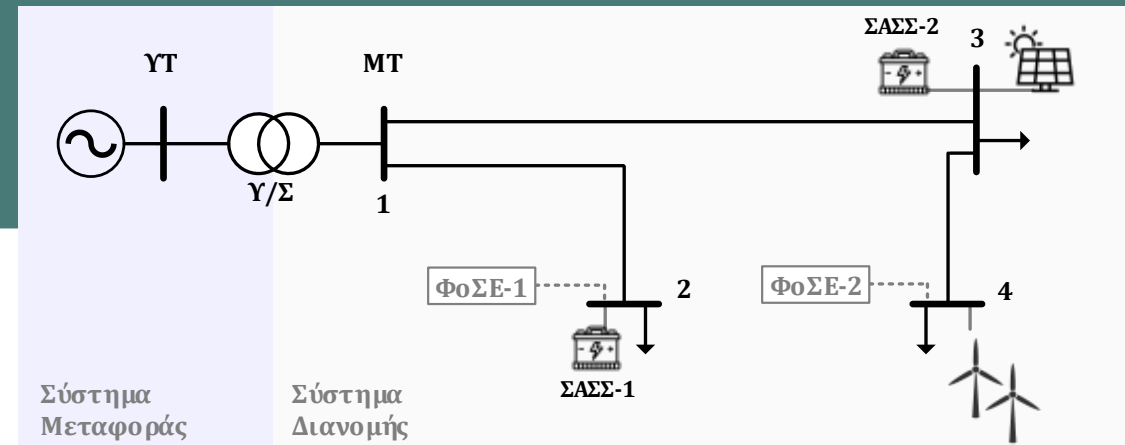 ΣΑΣΣ-2
3
ΥΤ
ΜΤ
Υ/Σ
1
ΦοΣΕ-1
2
ΦοΣΕ-2
4
ΣΑΣΣ-1
Σύστημα
Μεταφοράς
Σύστημα
Διανομής